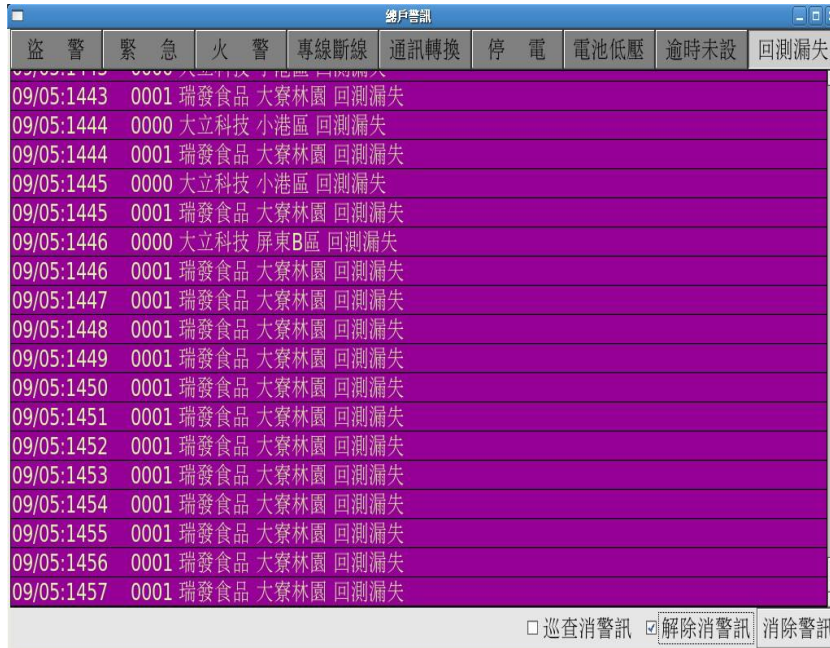 總戶警訊
盜 警 緊 急 火 警 專線斷線 通訊轉換 停 電 電池低壓 逾時未設 回測漏失
09/05:1443 0001 瑞發食品 大寮林園 回測漏失
09/05:1444 0000 大立科技 小港區 回測漏失
09/05:1444 0001 瑞發食品 大寮林園 回測漏失
09/05:1445 0000 大立科技 小港區 回測漏失
09/05:1445 0001 瑞發食品 大寮林園 回測漏失
09/05:1446 0000 大立科技 屏東B區 回測漏失
09/05:1446 0001 瑞發食品 大寮林園 回測漏失
09/05:1447 0001 瑞發食品 大寮林園 回測漏失
09/05:1448 0001 瑞發食品 大寮林園 回測漏失
09/05:1449 0001 瑞發食品 大寮林園 回測漏失
09/05:1450 0001 瑞發食品 大寮林園 回測漏失
09/05:1451 0001 瑞發食品 大寮林園 回測漏失
09/05:1452 0001 瑞發食品 大寮林園 回測漏失
09/05:1453 0001 瑞發食品 大寮林園 回測漏失
09/05:1454 0001 瑞發食品 大寮林園 回測漏失
09/05:1455 0001 瑞發食品 大寮林園 回測漏失
09/05:1456 0001 瑞發食品 大寮林園 回測漏失
09/05:1457 0001 瑞發食品 大寮林園 回測漏失
巡查消警訊 解除消警訊 消除警訊